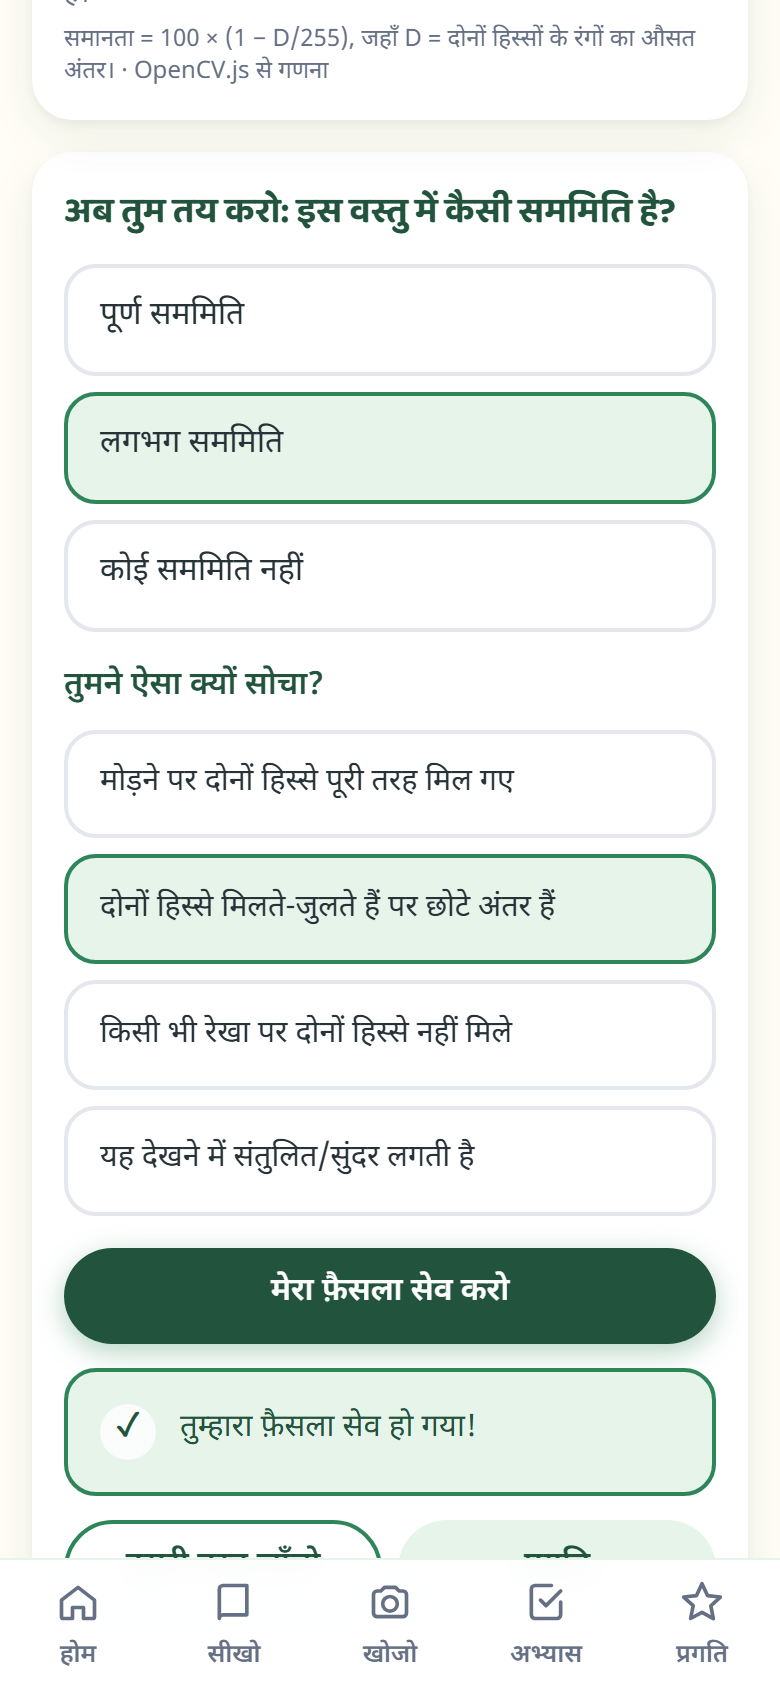 समानता = 100 × (1 − D/255), जहाँ D = दोनों हिस्सों के रंगों का औसत
अंतर। · OpenCV.js से गणना
अब तुम तय करो: इस वस्तु में कैसी सममिति है?
पूर्ण सममिति
लगभग सममिति
कोई सममिति नहीं
तुमने ऐसा क्यों सोचा?
मोड़ने पर दोनों हिस्से पूरी तरह मिल गए
दोनों हिस्से मिलते-जुलते हैं पर छोटे अंतर हैं
किसी भी रेखा पर दोनों हिस्से नहीं मिले
यह देखने में संतुलित/सुंदर लगती है
मेरा फ़ैसला सेव करो
✓ तुम्हारा फ़ैसला सेव हो गया!
होम सीखो खोजो अभ्यास प्रगति